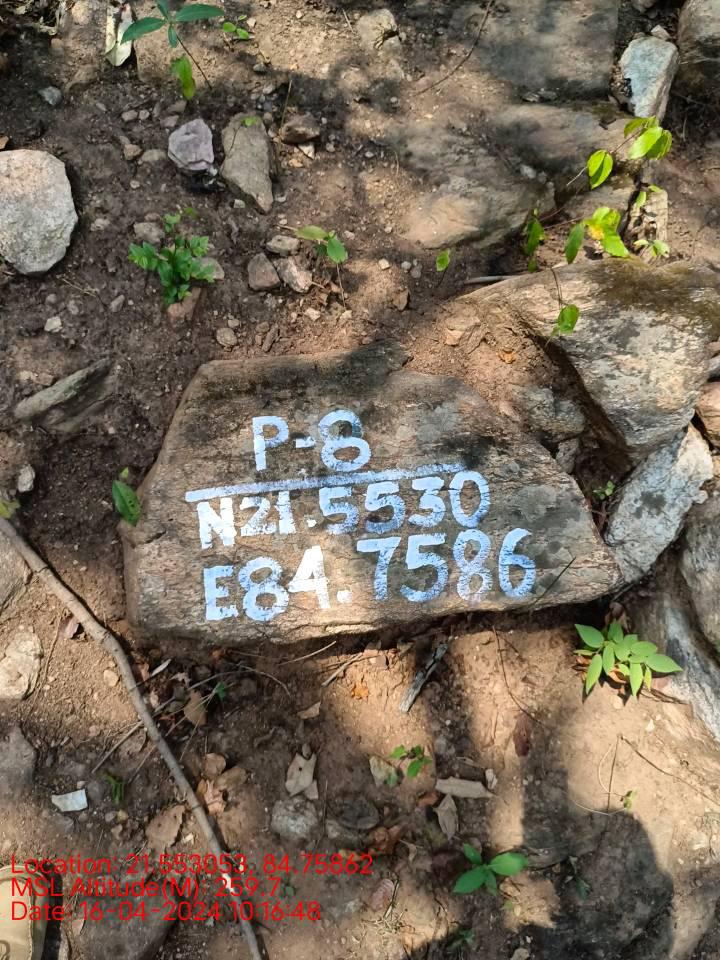 P-8
N21.5530
E84.7586
Location: 21.553053, 84.75862
MSL Altitude(M): 259.7
Date: 16-04-2024 10:16:48